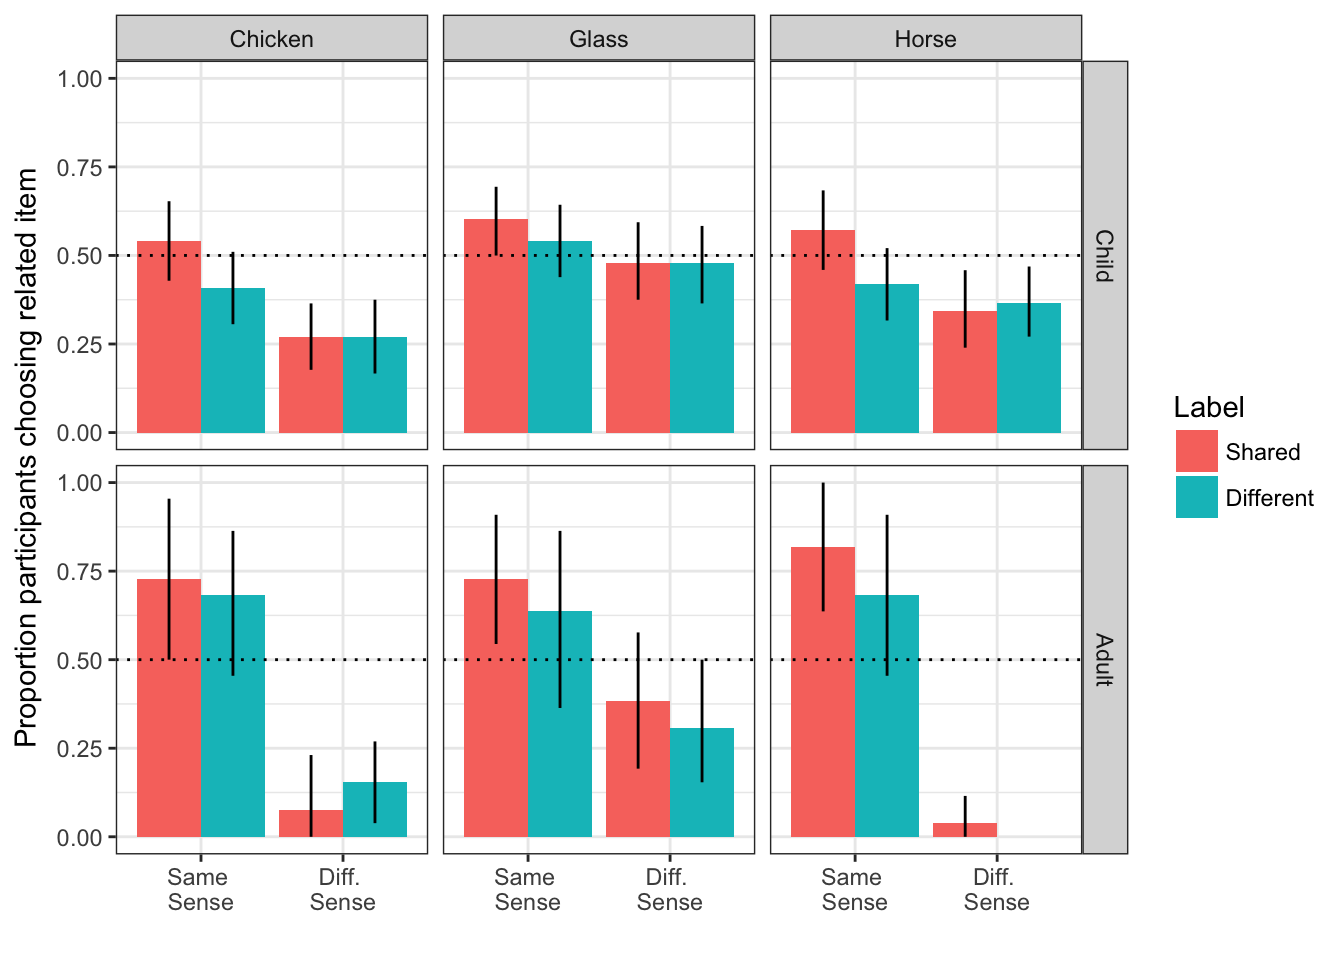 Chicken
Glass
Horse
Proportion participants choosing related item
1.00
0.75
0.50
0.25
0.00
Child
1.00
0.75
0.50
0.25
0.00
Adult
Same
Sense
Diff.
Sense
Same
Sense
Diff.
Sense
Same
Sense
Diff.
Sense
Label
Shared
Different